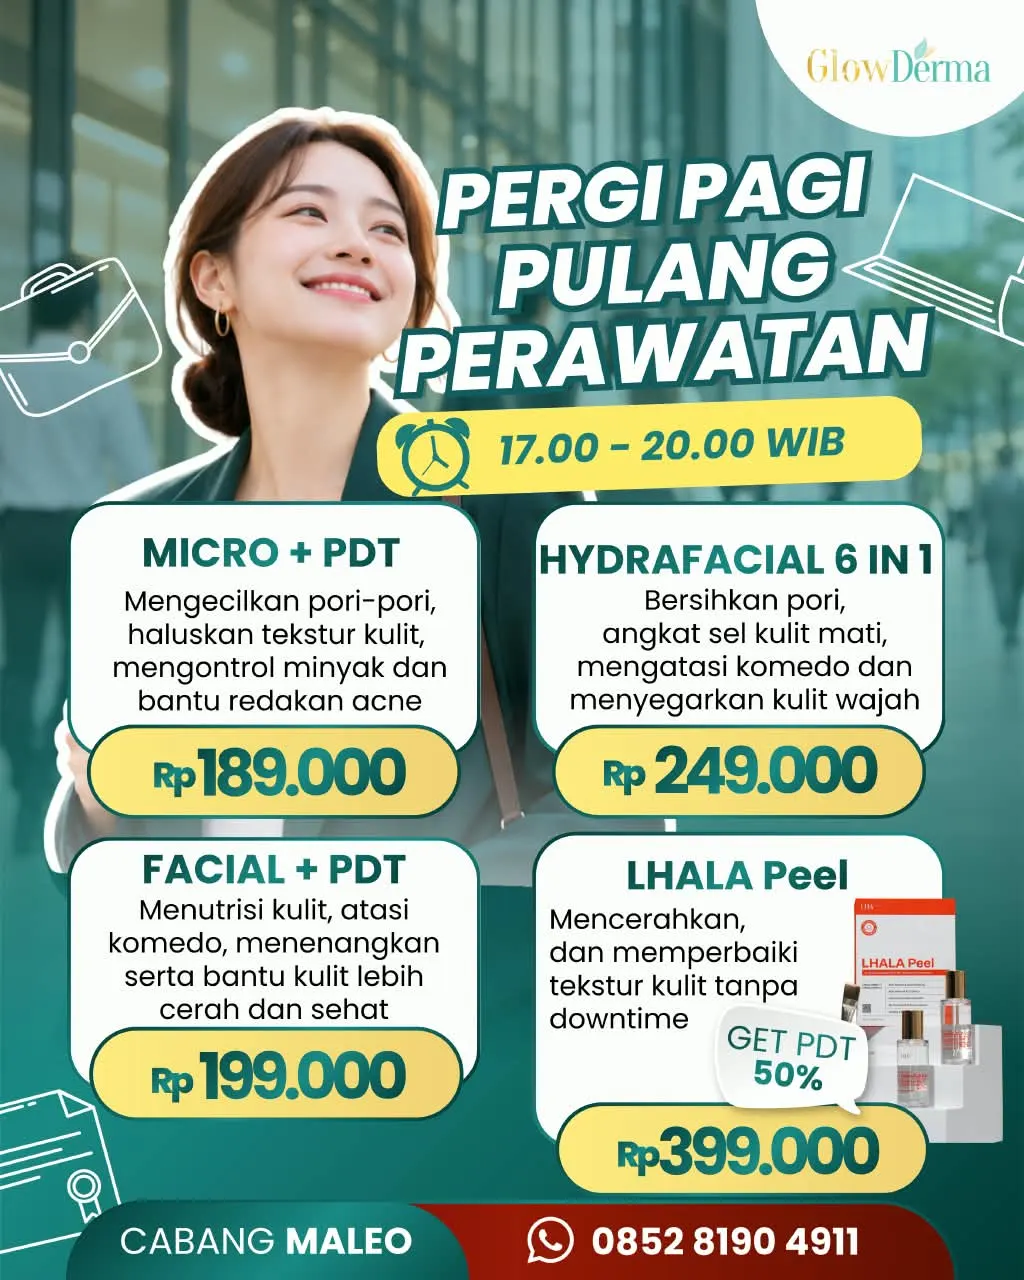 GlowDerma
PERGI PAGI
PULANG
PERAWATAN
17.00 - 20.00 WIB
MICRO + PDT
Mengecilkan pori-pori,
haluskan tekstur kulit,
mengontrol minyak dan
bantu redakan acne
Rp 189.000
HYDRAFACIAL 6 IN 1
Bersihkan pori,
angkat sel kulit mati,
mengatasi komedo dan
menyegarkan kulit wajah
Rp 249.000
FACIAL + PDT
Menutrisi kulit, atasi
komedo, menenangkan
serta bantu kulit lebih
cerah dan sehat
Rp 199.000
LHALA Peel
Mencerahkan,
dan memperbaiki
tekstur kulit tanpa
downtime
LHALA Peel
GET PDT
50%
Rp399.000
CABANG MALEO
0852 8190 4911